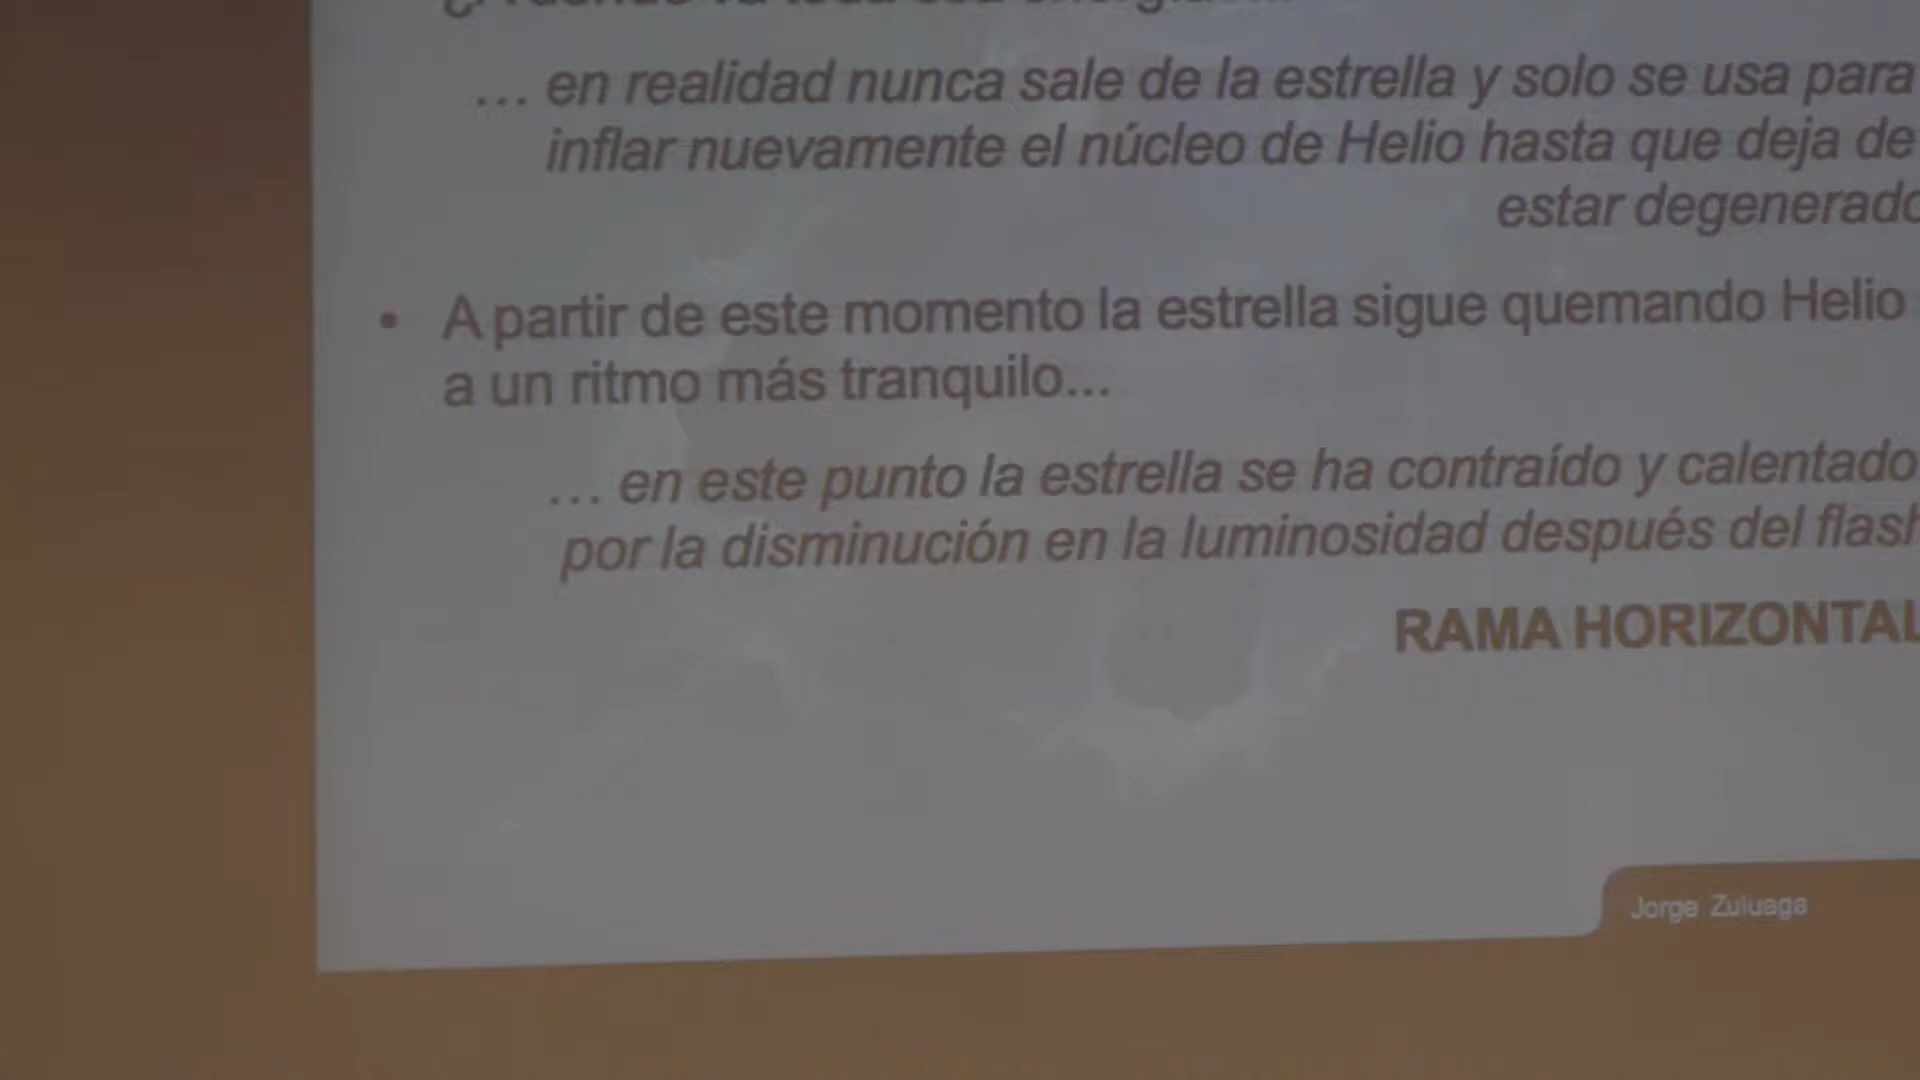 ... en realidad nunca sale de la estrella y solo se usa para
inflar nuevamente el núcleo de Helio hasta que deja de
estar degenerado
• A partir de este momento la estrella sigue quemando Helio
a un ritmo más tranquilo...
... en este punto la estrella se ha contraído y calentado
por la disminución en la luminosidad después del flash
RAMA HORIZONTAL
Jorge Zuluaga